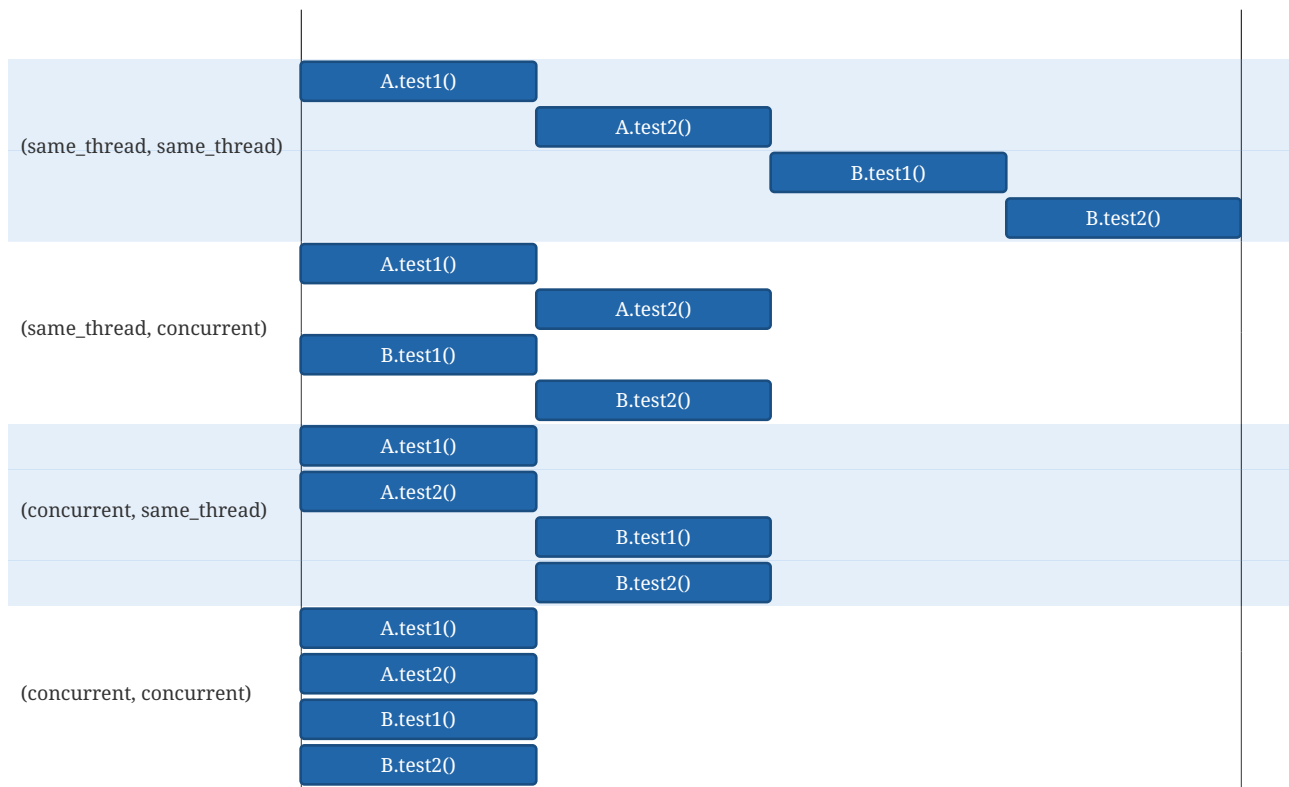 A.test1()
A.test2()
(same_thread, same_thread)
B.test1()
B.test2()
A.test1()
A.test2()
(same_thread, concurrent)
B.test1()
B.test2()
A.test1()
A.test2()
(concurrent, same_thread)
B.test1()
B.test2()
A.test1()
A.test2()
(concurrent, concurrent)
B.test1()
B.test2()